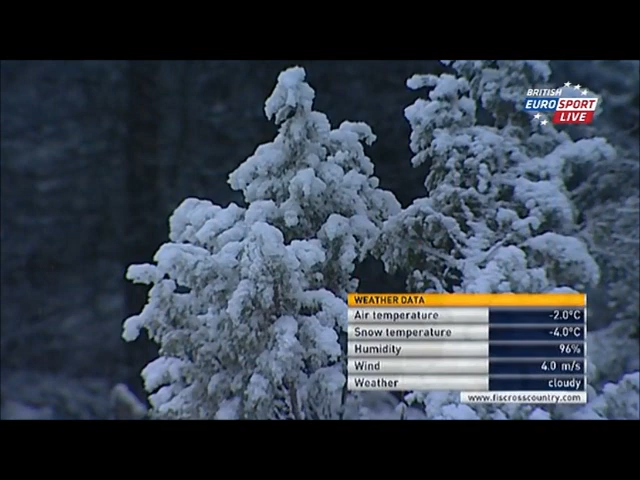 BRITISH
EUROSPORT
LIVE
WEATHER DATA
Air temperature -2.0°C
Snow temperature -4.0°C
Humidity 96%
Wind 4.0 m/s
Weather cloudy
www.fiscrosscountry.com